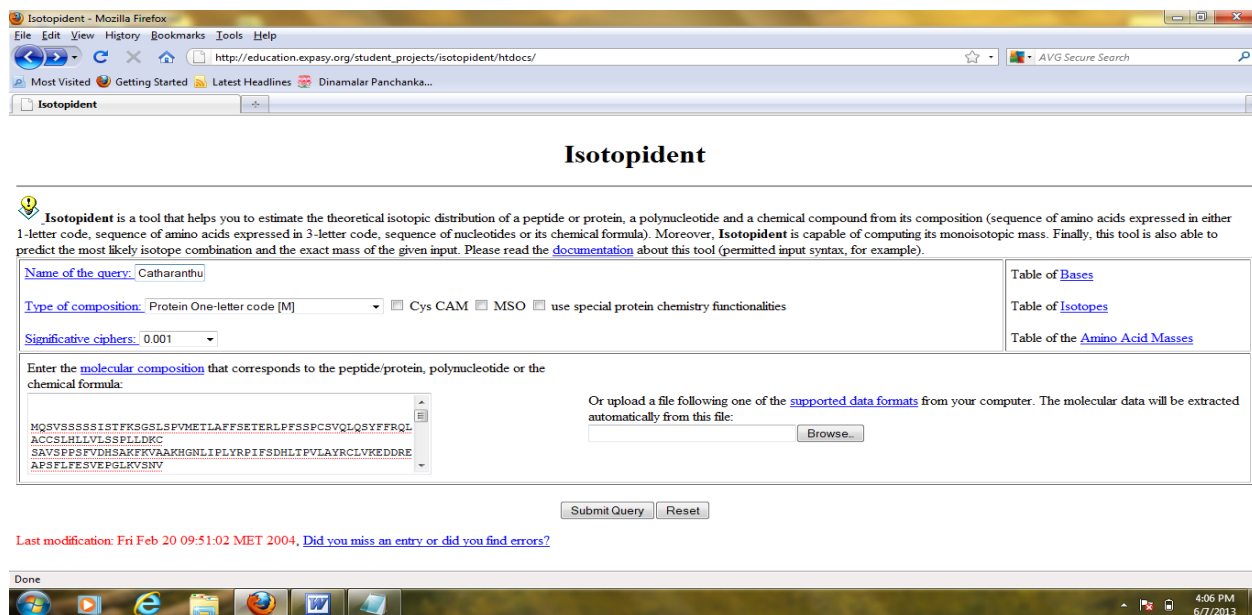 Isotopident - Mozilla Firefox
File Edit View History Bookmarks Tools Help
http://education.expasy.org/student_projects/isotopident/htdocs/
AVG Secure Search
Most Visited Getting Started Latest Headlines Dinamalar Panchanka...
Isotopident
Isotopident
Isotopident is a tool that helps you to estimate the theoretical isotopic distribution of a peptide or protein, a polynucleotide and a chemical compound from its composition (sequence of amino acids expressed in either
1-letter code, sequence of amino acids expressed in 3-letter code, sequence of nucleotides or its chemical formula). Moreover, Isotopident is capable of computing its monoisotopic mass. Finally, this tool is also able to
predict the most likely isotope combination and the exact mass of the given input. Please read the documentation about this tool (permitted input syntax, for example).
Name of the query: Catharanthu
Table of Bases
Type of composition: Protein One-letter code [M] Cys CAM MSO use special protein chemistry functionalities
Table of Isotopes
Significative ciphers: 0.001
Table of the Amino Acid Masses
Enter the molecular composition that corresponds to the peptide/protein, polynucleotide or the
chemical formula:
MQSVSSSSISTFKSGSLSPVMETLAFFSETERLPFSSPCSVQLQSYFFRQL
ACCSLHLLVLSSPLLDKC
SAVSPPSFVDHSAKFKVAAKHGNLIPLYRPIFSDHLTPVLAYRCLVKEDDRE
APSFLFESVEPGLKVSNV
Or upload a file following one of the supported data formats from your computer. The molecular data will be extracted
automatically from this file:
Browse...
Submit Query Reset
Last modification: Fri Feb 20 09:51:02 MET 2004, Did you miss an entry or did you find errors?
Done
4:06 PM
6/7/2013